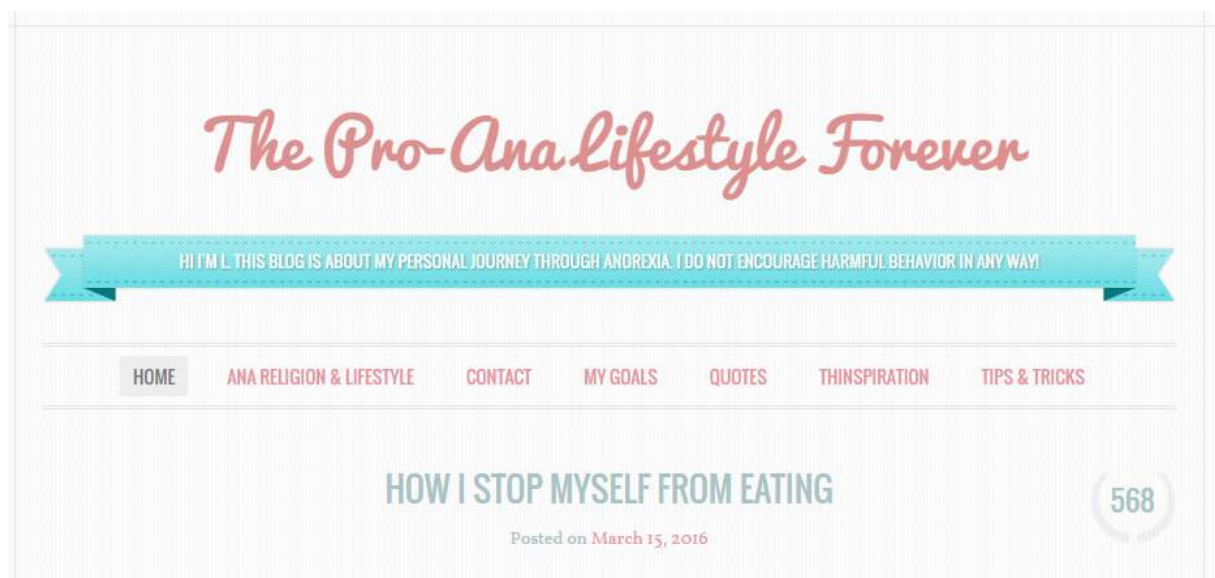 The Pro-Ana Lifestyle Forever
HI I'M L. THIS BLOG IS ABOUT MY PERSONAL JOURNEY THROUGH ANOREXIA. I DO NOT ENCOURAGE HARMFUL BEHAVIOR IN ANY WAY!
HOME ANA RELIGION & LIFESTYLE CONTACT MY GOALS QUOTES THINSPIRATION TIPS & TRICKS
HOW I STOP MYSELF FROM EATING
568
Posted on March 15, 2016